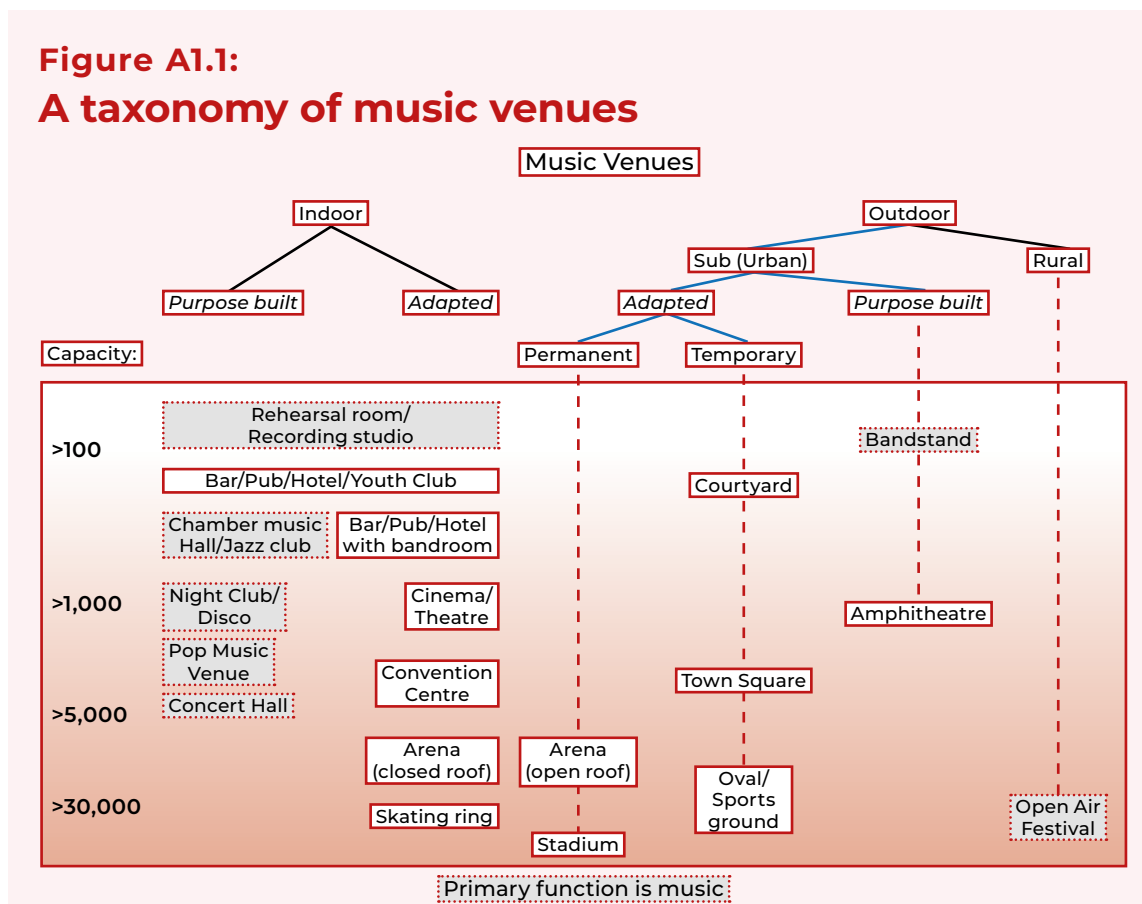 Figure A1.1:
A taxonomy of music venues
Music Venues
Indoor
Outdoor
Sub (Urban)
Rural
Purpose built
Adapted
Adapted
Purpose built
Capacity:
Permanent
Temporary
Rehearsal room/
Recording studio
>100
Bandstand
Bar/Pub/Hotel/Youth Club
Courtyard
Chamber music
Hall/Jazz club
Bar/Pub/Hotel
with bandroom
>1,000
Night Club/
Disco
Cinema/
Theatre
Amphitheatre
Pop Music
Venue
Convention
Centre
Town Square
Concert Hall
>5,000
Arena
(closed roof)
Arena
(open roof)
Oval/
Sports
ground
>30,000
Skating ring
Open Air
Festival
Stadium
Primary function is music